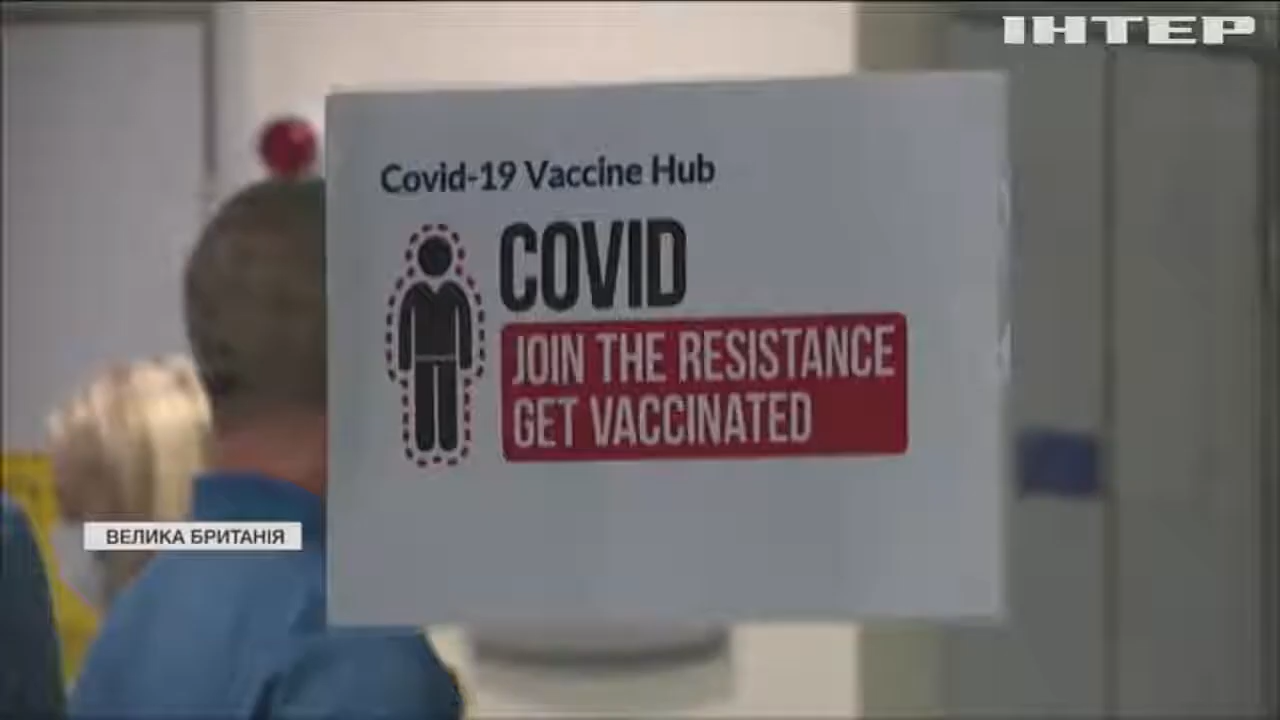 ІНТЕР
Covid-19 Vaccine Hub
COVID
JOIN THE RESISTANCE
GET VACCINATED
ВЕЛИКА БРИТАНІЯ